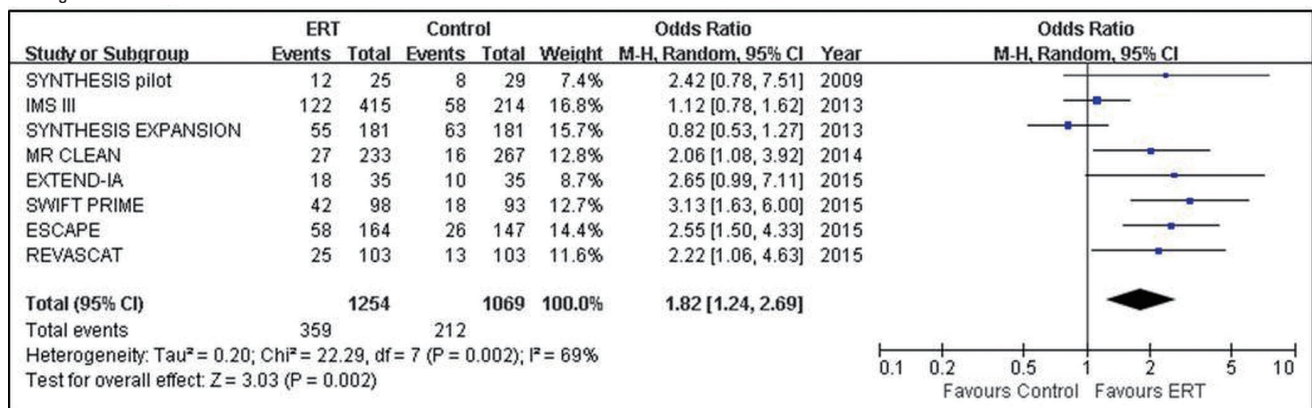 ERT Control Odds Ratio Odds Ratio
Study or Subgroup Events Total Events Total Weight M-H, Random, 95% CI Year M-H, Random, 95% CI
SYNTHESIS pilot 12 25 8 29 7.4% 2.42 [0.78, 7.51] 2009
IMS III 122 415 58 214 16.8% 1.12 [0.78, 1.62] 2013
SYNTHESIS EXPANSION 55 181 63 181 15.7% 0.82 [0.53, 1.27] 2013
MR CLEAN 27 233 16 267 12.8% 2.06 [1.08, 3.92] 2014
EXTEND-IA 18 35 10 35 8.7% 2.65 [0.99, 7.11] 2015
SWIFT PRIME 42 98 18 93 12.7% 3.13 [1.63, 6.00] 2015
ESCAPE 58 164 26 147 14.4% 2.55 [1.50, 4.33] 2015
REVASCAT 25 103 13 103 11.6% 2.22 [1.06, 4.63] 2015
Total (95% CI) 1254 1069 100.0% 1.82 [1.24, 2.69]
Total events 359 212
Heterogeneity: Tau² = 0.20; Chi² = 22.29, df = 7 (P = 0.002); I² = 69%
Test for overall effect: Z = 3.03 (P = 0.002)
0.1 0.2 0.5 1 2 5 10
Favours Control Favours ERT